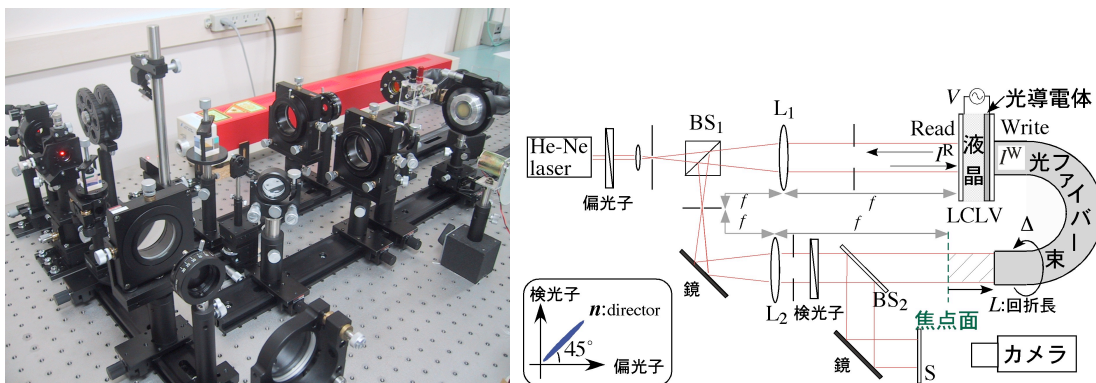 V
光導電体
BS1
L1
Read
液晶
Write
He-Ne
laser
I^R
I^W
光ファイバー束
偏光子
f
f
LCLV
f
f
Δ
鏡
L2
検光子
BS2
L:回折長
焦点面
検光子
n:director
45°
偏光子
鏡
S
カメラ